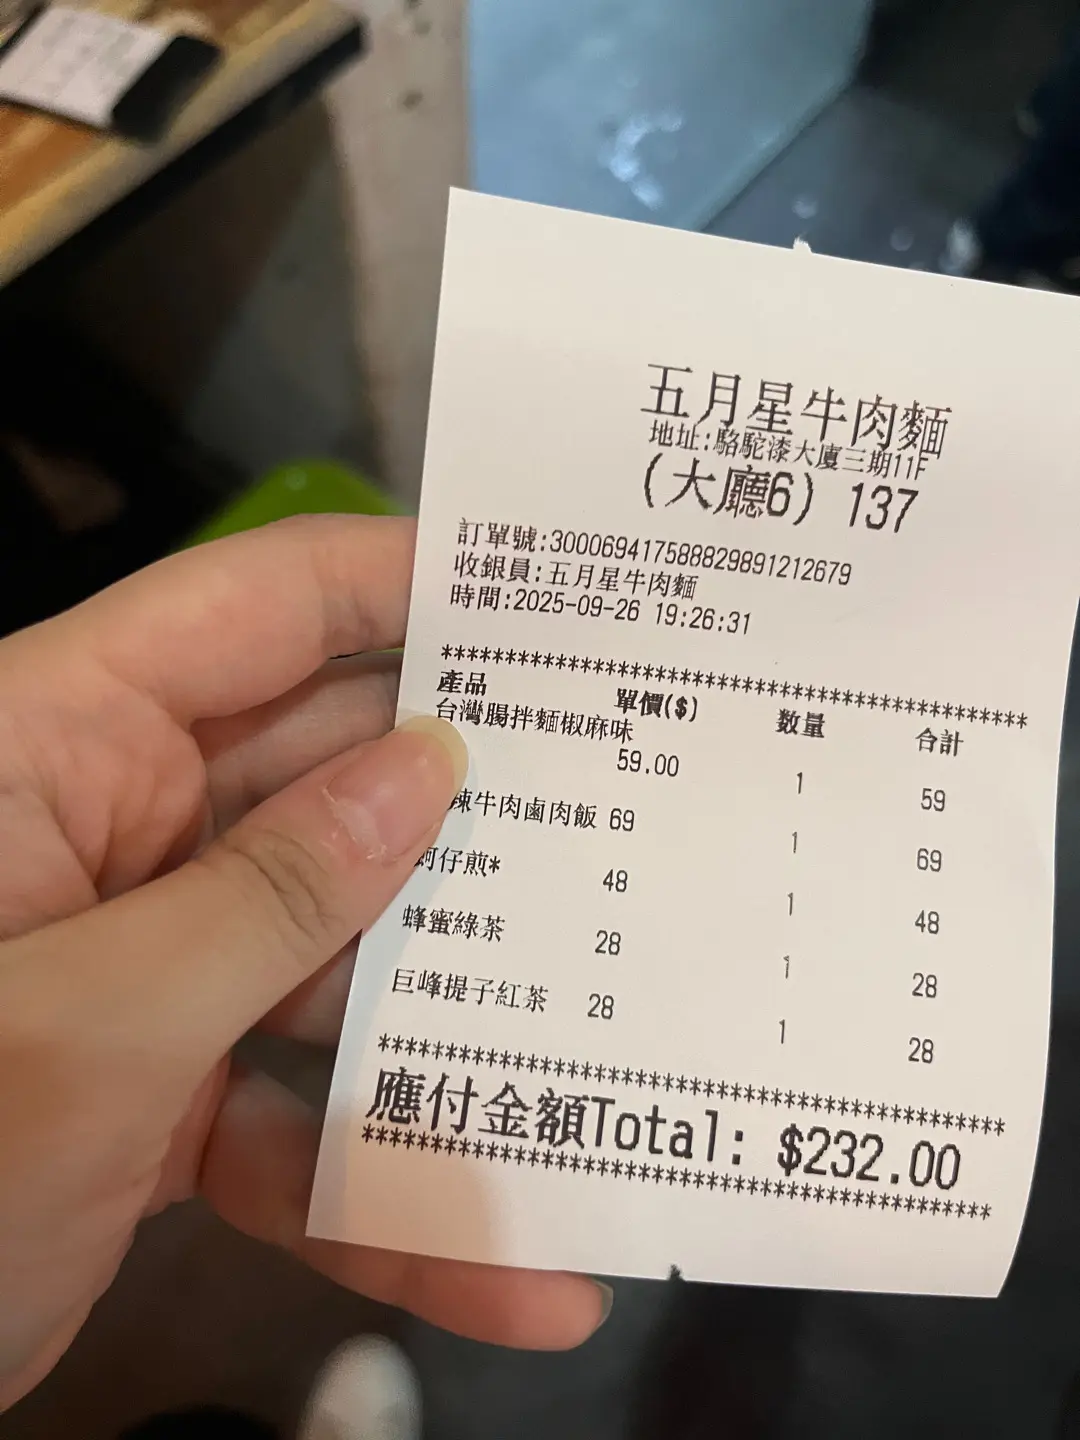 五月星牛肉麵
地址:駱駝漆大廈三期11F
(大廳6) 137
訂單號:3000694175888829891212679
收銀員:五月星牛肉麵
時間:2025-09-26 19:26:31
******************************************
產品 單價($) 数量 合計
台灣腸拌麵椒麻味
59.00 1 59
辣牛肉鹵肉飯 69 1 69
蚵仔煎* 48 1 48
蜂蜜綠茶 28 1 28
巨峰提子紅茶 28 1 28
******************************************
應付金額Total: $232.00
******************************************